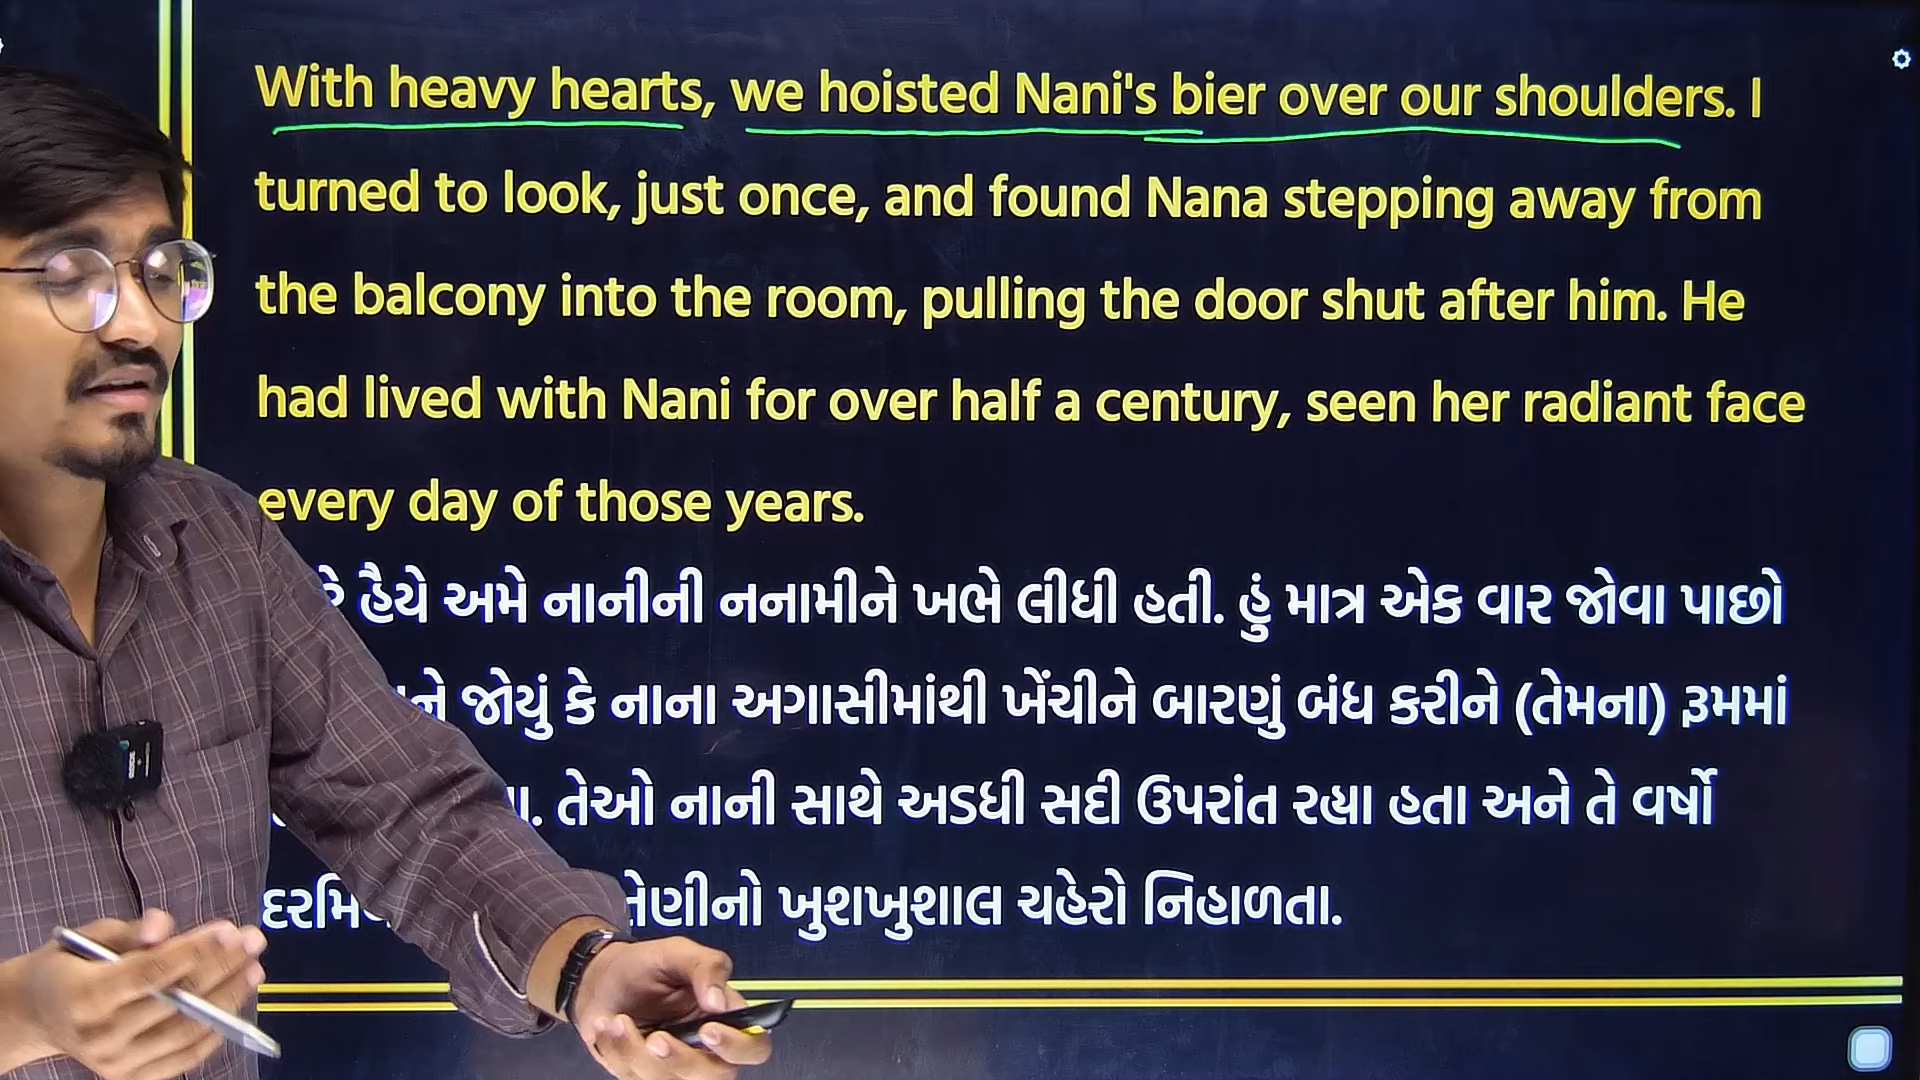 With heavy hearts, we hoisted Nani's bier over our shoulders. I
turned to look, just once, and found Nana stepping away from
the balcony into the room, pulling the door shut after him. He
had lived with Nani for over half a century, seen her radiant face
every day of those years.
હૈયે અમે નાનીની નનામીને ખભે લીધી હતી. હું માત્ર એક વાર જોવા પાછો
જોયું કે નાના અગાસીમાંથી ખેંચીને બારણું બંધ કરીને (તેમના) રૂમમાં
તેઓ નાની સાથે અડધી સદી ઉપરાંત રહ્યા હતા અને તે વર્ષો
ખુશખુશાલ ચહેરો નિહાળતા.